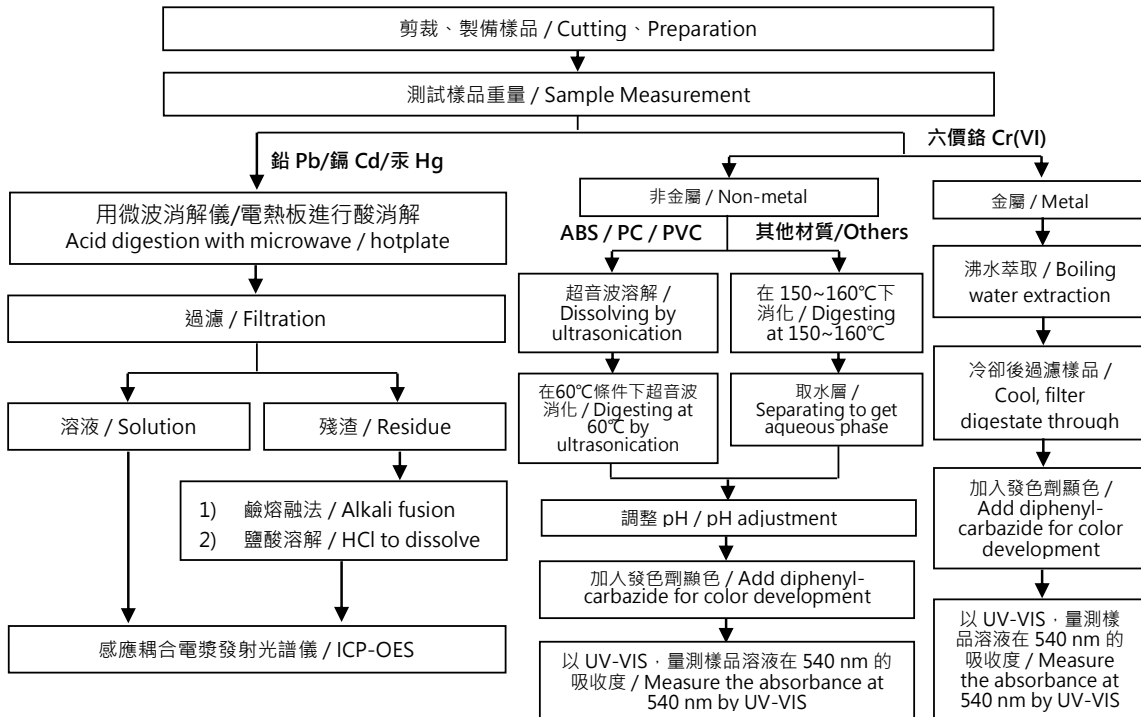 剪裁、製備樣品 / Cutting、Preparation
測試樣品重量 / Sample Measurement
鉛 Pb/鎘 Cd/汞 Hg
六價鉻 Cr(VI)
用微波消解儀/電熱板進行酸消解
Acid digestion with microwave / hotplate
過濾 / Filtration
溶液 / Solution
殘渣 / Residue
1) 鹼熔融法 / Alkali fusion
2) 鹽酸溶解 / HCl to dissolve
感應耦合電漿發射光譜儀 / ICP-OES
非金屬 / Non-metal
ABS / PC / PVC
其他材質/Others
超音波溶解 /
Dissolving by
ultrasonication
在60℃條件下超音波
消化 / Digesting at
60℃ by
ultrasonication
在 150~160℃下
消化 / Digesting
at 150~160℃
取水層 /
Separating to get
aqueous phase
調整 pH / pH adjustment
加入發色劑顯色 / Add diphenyl-
carbazide for color development
以 UV-VIS，量測樣品溶液在 540 nm 的
吸收度 / Measure the absorbance at
540 nm by UV-VIS
金屬 / Metal
沸水萃取 / Boiling
water extraction
冷卻後過濾樣品 /
Cool, filter
digestate through
加入發色劑顯色 /
Add diphenyl-
carbazide for color
development
以 UV-VIS，量測樣
品溶液在 540 nm 的
吸收度 / Measure
the absorbance at
540 nm by UV-VIS